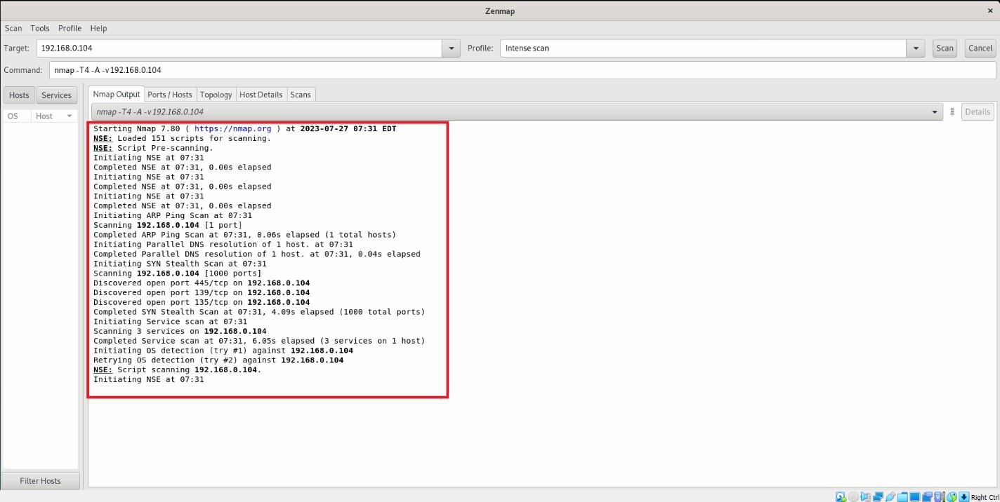 Zenmap
×
Scan Tools Profile Help
Target: 192.168.0.104 Profile: Intense scan Scan Cancel
Command: nmap -T4 -A -v 192.168.0.104
Hosts Services
Nmap Output Ports / Hosts Topology Host Details Scans
OS Host
nmap -T4 -A -v 192.168.0.104 Details
Starting Nmap 7.80 ( https://nmap.org ) at 2023-07-27 07:31 EDT
NSE: Loaded 151 scripts for scanning.
NSE: Script Pre-scanning.
Initiating NSE at 07:31
Completed NSE at 07:31, 0.00s elapsed
Initiating NSE at 07:31
Completed NSE at 07:31, 0.00s elapsed
Initiating NSE at 07:31
Completed NSE at 07:31, 0.00s elapsed
Initiating ARP Ping Scan at 07:31
Scanning 192.168.0.104 [1 port]
Completed ARP Ping Scan at 07:31, 0.06s elapsed (1 total hosts)
Initiating Parallel DNS resolution of 1 host. at 07:31
Completed Parallel DNS resolution of 1 host. at 07:31, 0.04s elapsed
Initiating SYN Stealth Scan at 07:31
Scanning 192.168.0.104 [1000 ports]
Discovered open port 445/tcp on 192.168.0.104
Discovered open port 139/tcp on 192.168.0.104
Discovered open port 135/tcp on 192.168.0.104
Completed SYN Stealth Scan at 07:31, 4.09s elapsed (1000 total ports)
Initiating Service scan at 07:31
Scanning 3 services on 192.168.0.104
Completed Service scan at 07:31, 6.05s elapsed (3 services on 1 host)
Initiating OS detection (try #1) against 192.168.0.104
Retrying OS detection (try #2) against 192.168.0.104
NSE: Script scanning 192.168.0.104.
Initiating NSE at 07:31
Filter Hosts
Right Ctrl